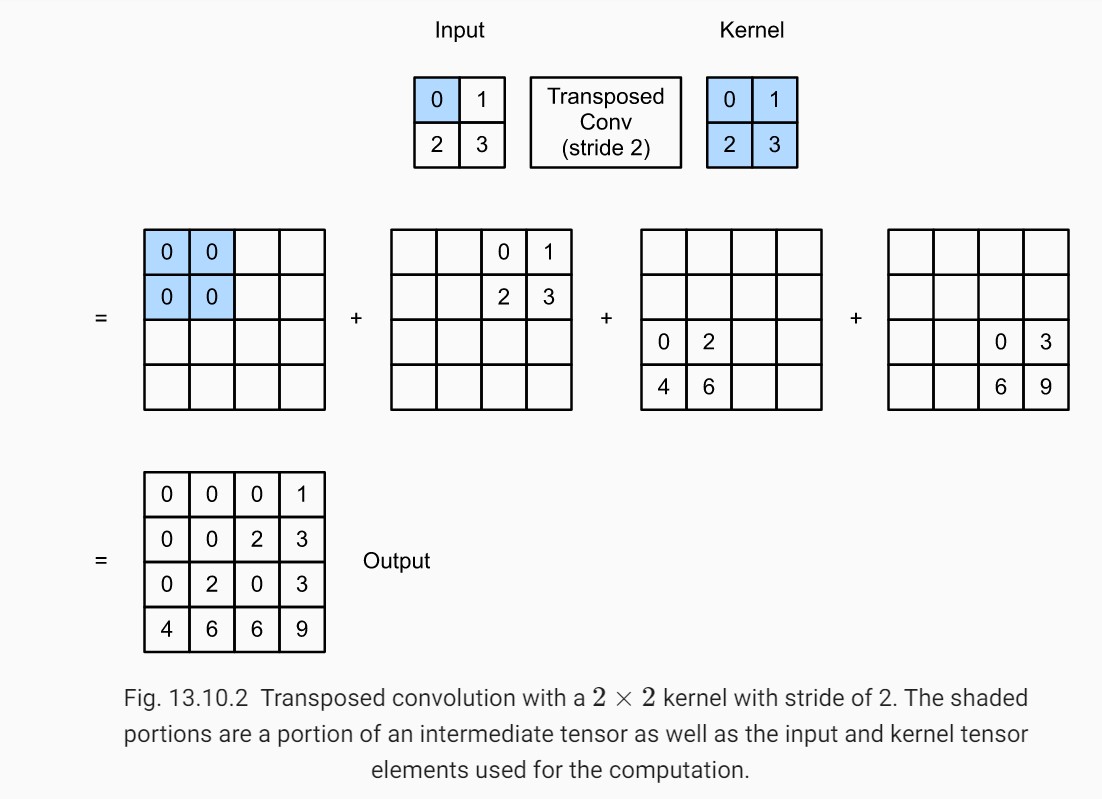 Input Kernel
0 1 Transposed 0 1
Conv
2 3 (stride 2) 2 3
0 0 0 1
0 0 2 3
= + + +
0 2 0 3
4 6 6 9
0 0 0 1
0 0 2 3
= Output
0 2 0 3
4 6 6 9
Fig. 13.10.2 Transposed convolution with a 2 × 2 kernel with stride of 2. The shaded
portions are a portion of an intermediate tensor as well as the input and kernel tensor
elements used for the computation.